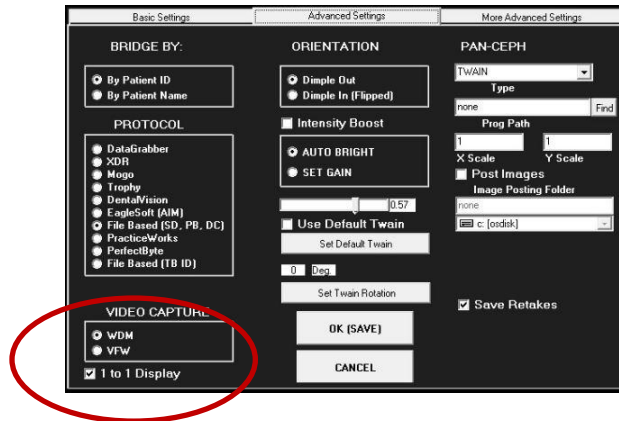 Basic Settings
Advanced Settings
More Advanced Settings
BRIDGE BY:
By Patient ID
By Patient Name
PROTOCOL
DataGrabber
XDR
Mogo
Trophy
DentalVision
EagleSoft (AIM)
File Based (SD, PB, DC)
PracticeWorks
PerfectByte
File Based (TB ID)
VIDEO CAPTURE
WDM
VFW
1 to 1 Display
ORIENTATION
Dimple Out
Dimple In (Flipped)
Intensity Boost
AUTO BRIGHT
SET GAIN
0.57
Use Default Twain
Set Default Twain
0 Deg.
Set Twain Rotation
OK (SAVE)
CANCEL
PAN-CEPH
TWAIN
Type
none Find
Prog Path
1 1
X Scale Y Scale
Post Images
Image Posting Folder
none
c: [osdisk]
Save Retakes